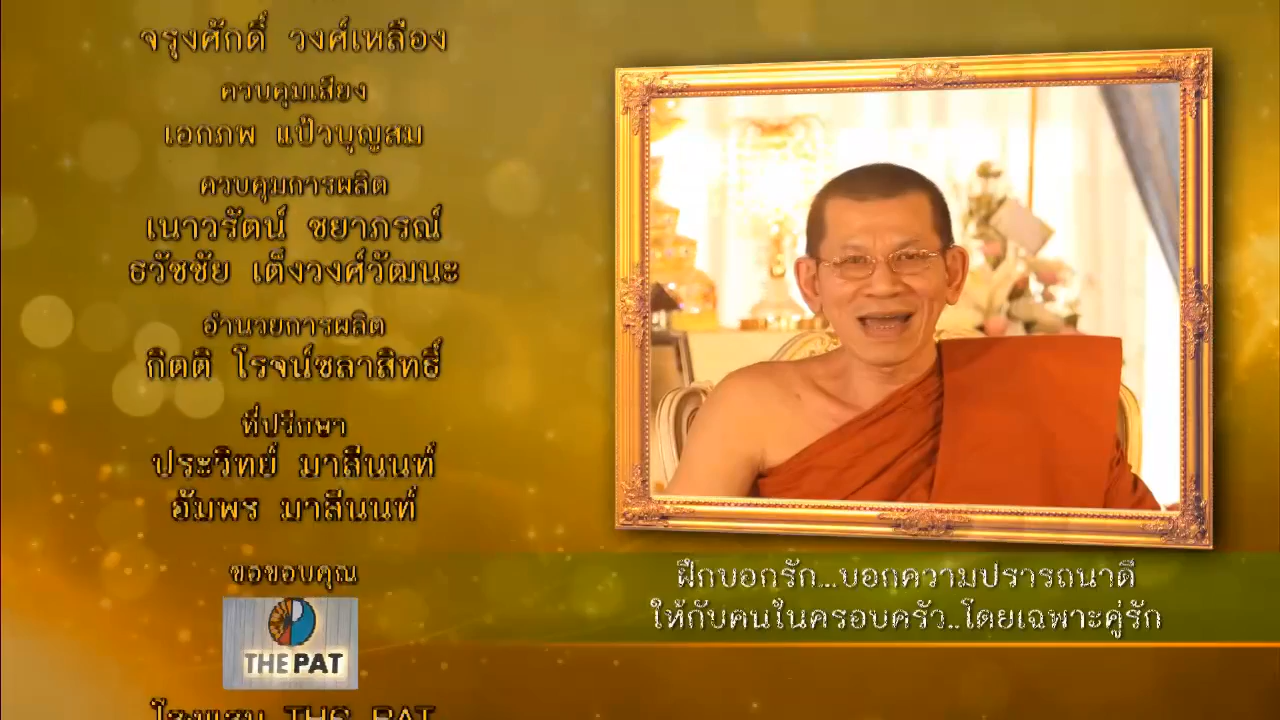 จรุงศักดิ์ วงศ์เหลือง
ควบคุมเสียง
เอกภพ แป้วบุญสม
ควบคุมการผลิต
เนาวรัตน์ ชยาภรณ์
ธวัชชัย เต็งวงศ์วัฒนะ
อำนวยการผลิต
กิตติ โรจน์ชลาสิทธิ์
ที่ปรึกษา
ประวิทย์ มาลีนนท์
อัมพร มาลีนนท์
ขอขอบคุณ
THE PAT
โรงแรม THE PAT
ฝึกบอกรัก...บอกความปรารถนาดี
ให้กับคนในครอบครัว..โดยเฉพาะคู่รัก